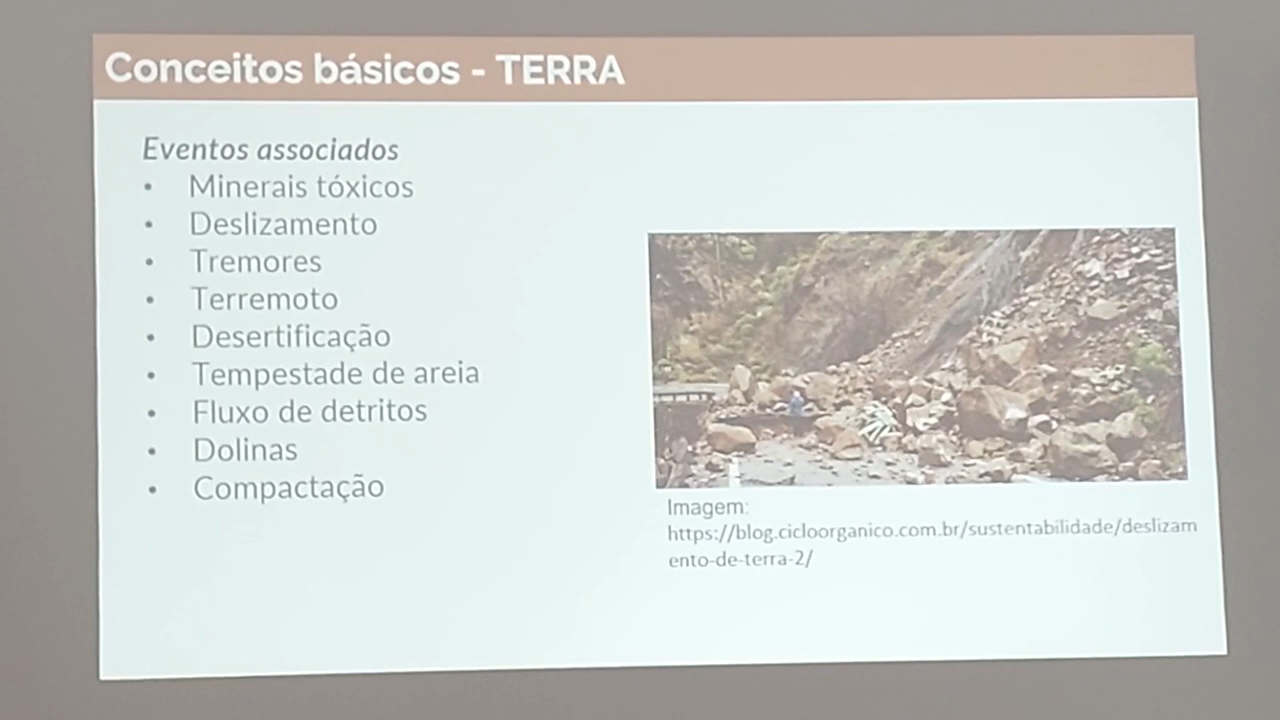 Conceitos básicos - TERRA
Eventos associados
• Minerais tóxicos
• Deslizamento
• Tremores
• Terremoto
• Desertificação
• Tempestade de areia
• Fluxo de detritos
• Dolinas
• Compactação
Imagem:
https://blog.cicloorganico.com.br/sustentabilidade/deslizam
ento-de-terra-2/